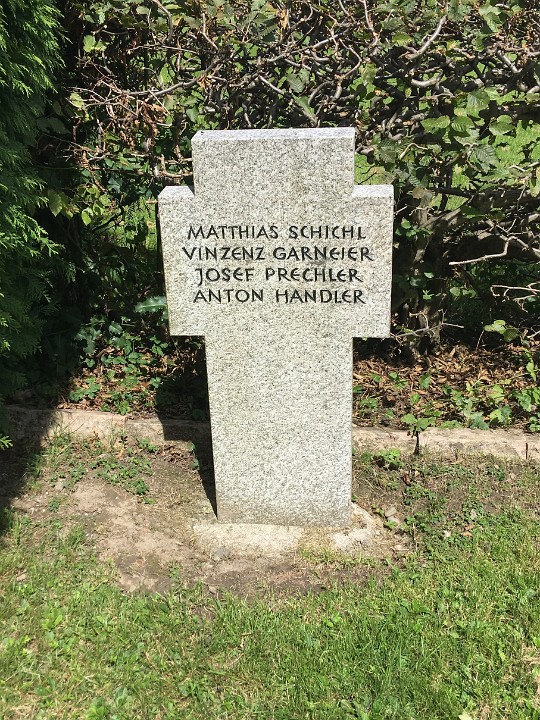 MATTHIAS SCHICHL
VINZENZ GARNEIER
JOSEF PRECHLER
ANTON HANDLER